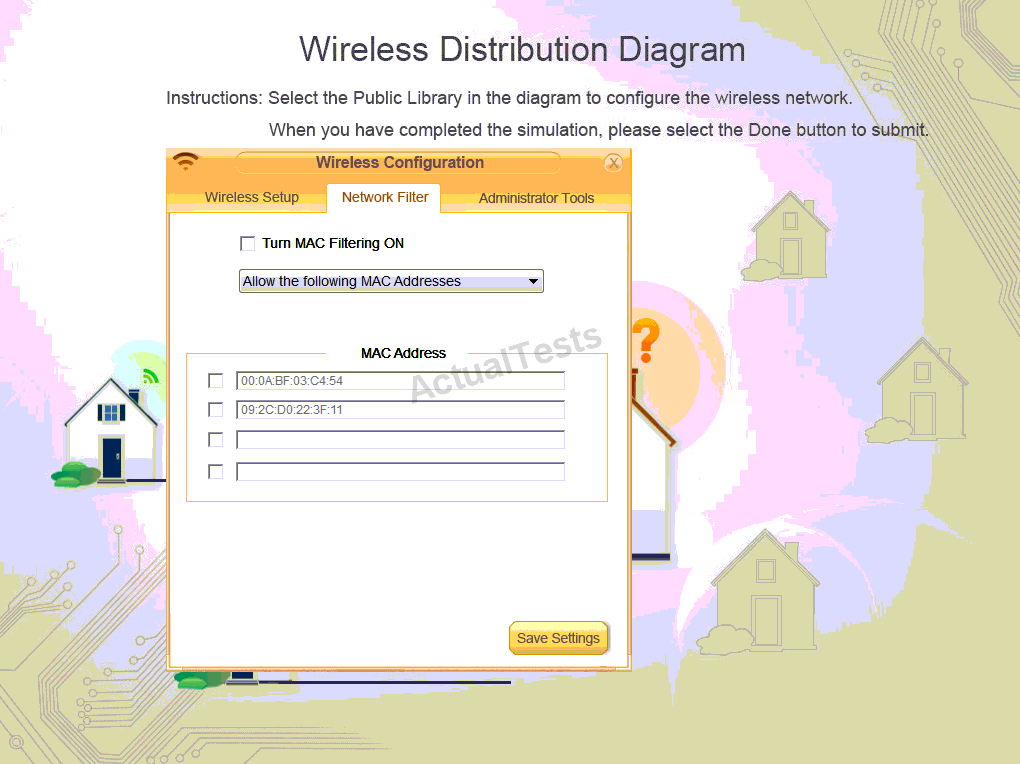 Wireless Distribution Diagram
Instructions: Select the Public Library in the diagram to configure the wireless network.
When you have completed the simulation, please select the Done button to submit.
Wireless Configuration
X
Wireless Setup
Network Filter
Administrator Tools
Turn MAC Filtering ON
Allow the following MAC Addresses
?
ActualTests
MAC Address
00:0A:BF:03:C4:54
09:2C:D0:22:3F:11
Save Settings